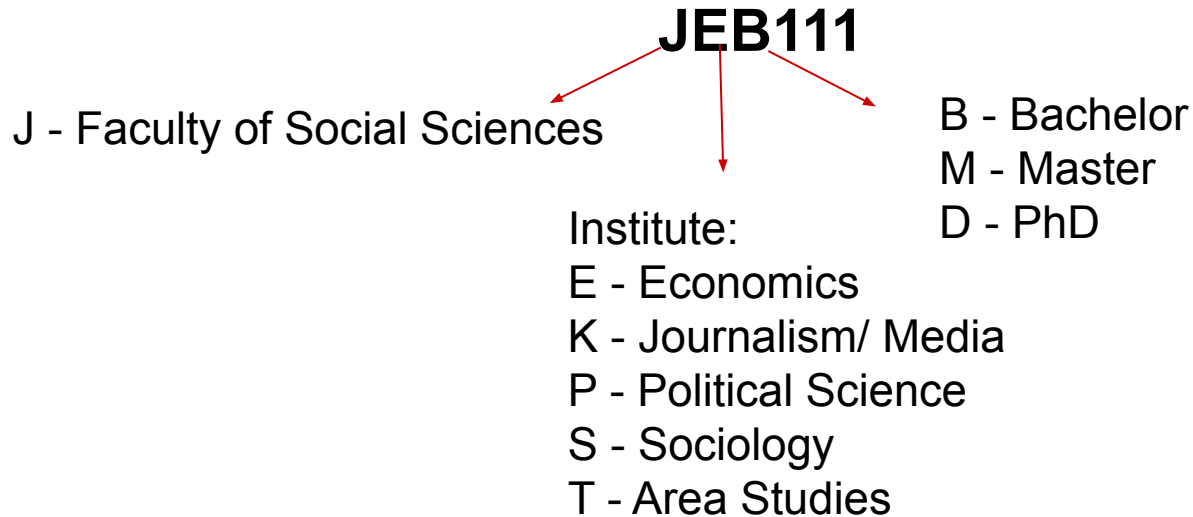 JEB111
J - Faculty of Social Sciences
B - Bachelor
M - Master
D - PhD
Institute:
E - Economics
K - Journalism/ Media
P - Political Science
S - Sociology
T - Area Studies